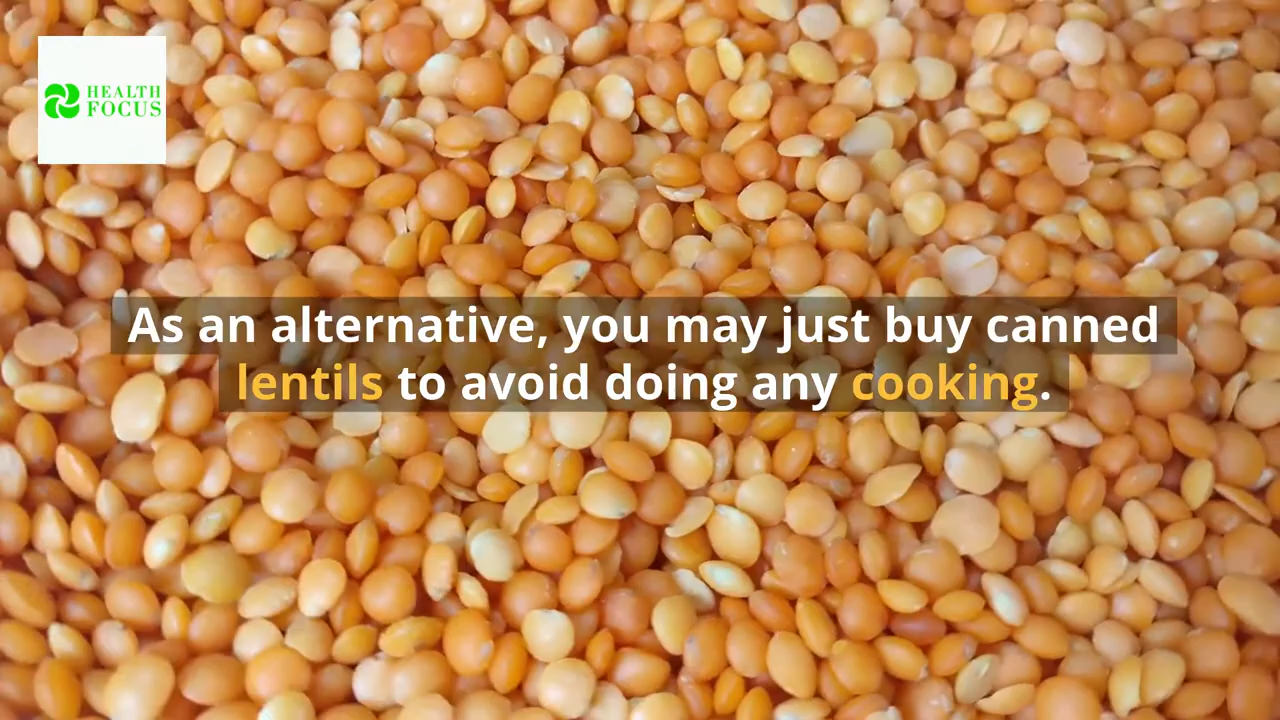 HEALTH
FOCUS
As an alternative, you may just buy canned
lentils to avoid doing any cooking.